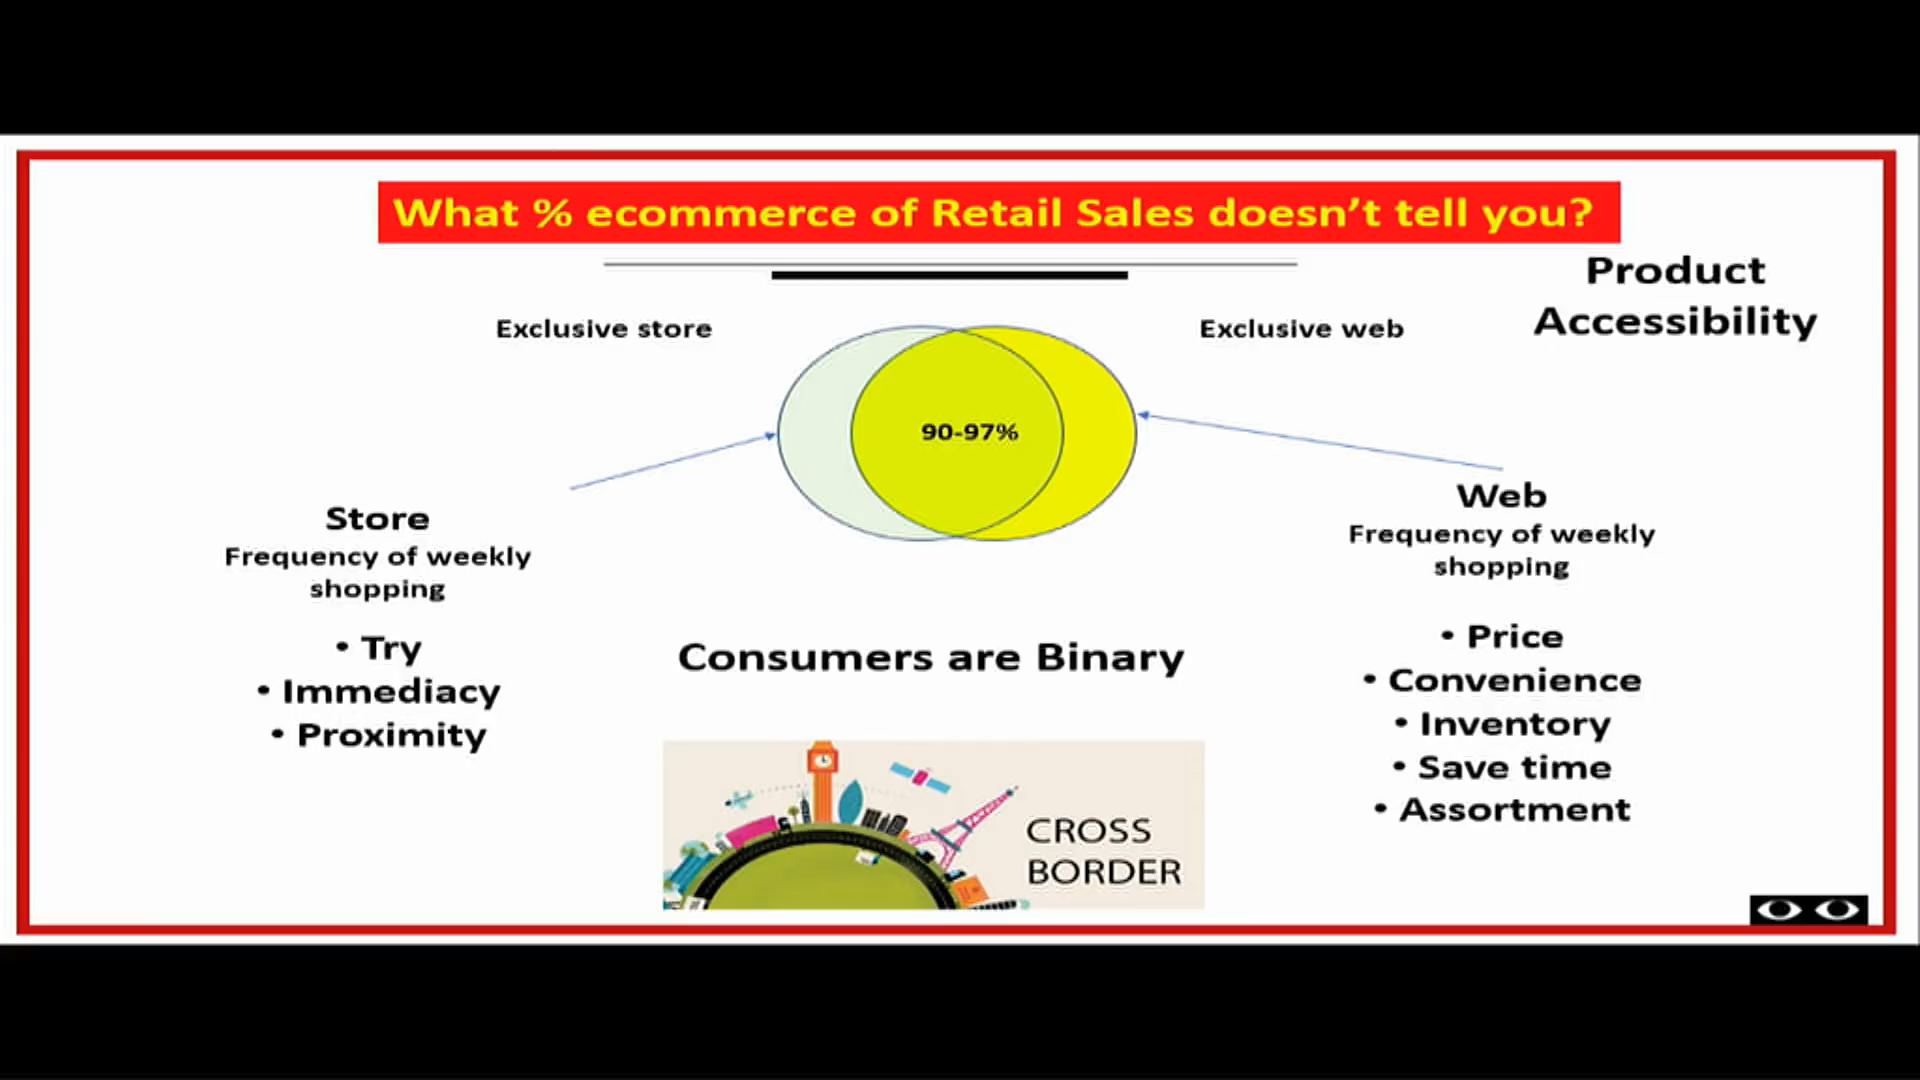 What % ecommerce of Retail Sales doesn’t tell you?
Product
Accessibility
Exclusive store
Exclusive web
90-97%
Store
Frequency of weekly
shopping
• Try
• Immediacy
• Proximity
Web
Frequency of weekly
shopping
• Price
• Convenience
• Inventory
• Save time
• Assortment
Consumers are Binary
CROSS
BORDER